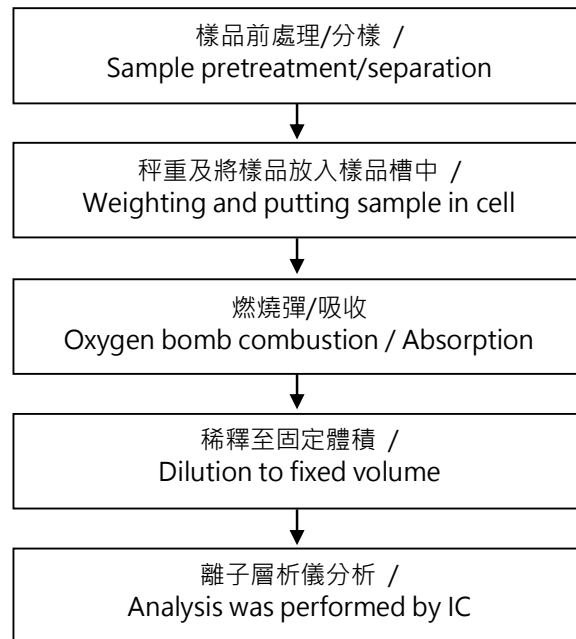 樣品前處理/分樣 /
Sample pretreatment/separation
秤重及將樣品放入樣品槽中 /
Weighting and putting sample in cell
燃燒彈/吸收
Oxygen bomb combustion / Absorption
稀釋至固定體積 /
Dilution to fixed volume
離子層析儀分析 /
Analysis was performed by IC